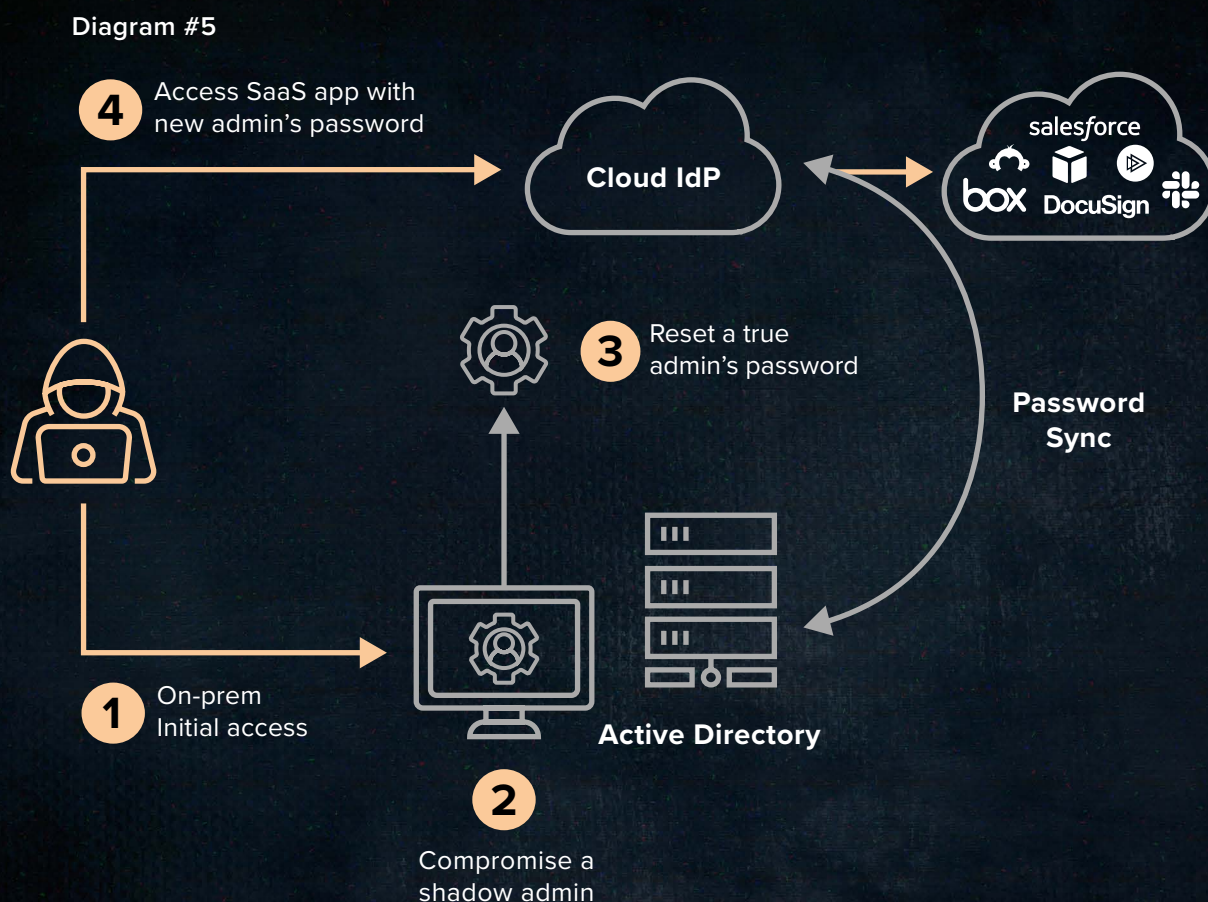 Diagram #5
4
Access SaaS app with
new admin's password
Cloud IdP
salesforce
box
DocuSign
3
Reset a true
admin's password
Password
Sync
1
On-prem
Initial access
Active Directory
2
Compromise a
shadow admin